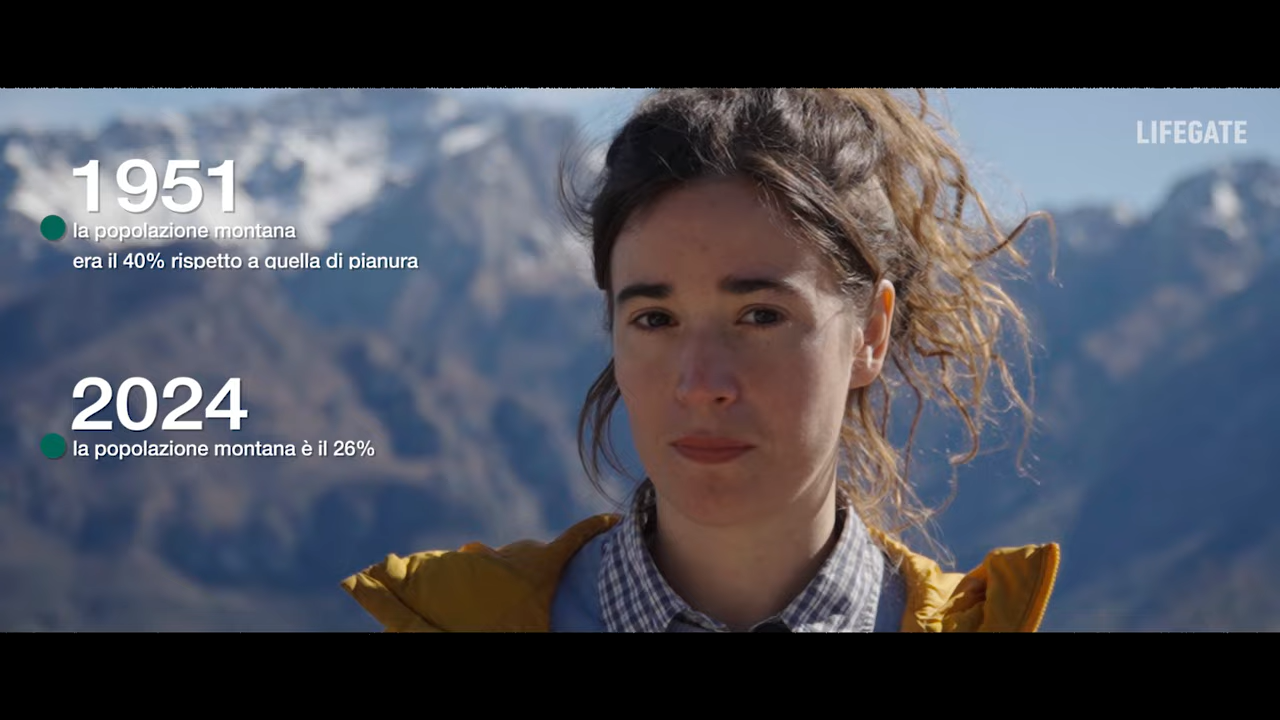 LIFEGATE
1951
la popolazione montana
era il 40% rispetto a quella di pianura
2024
la popolazione montana è il 26%